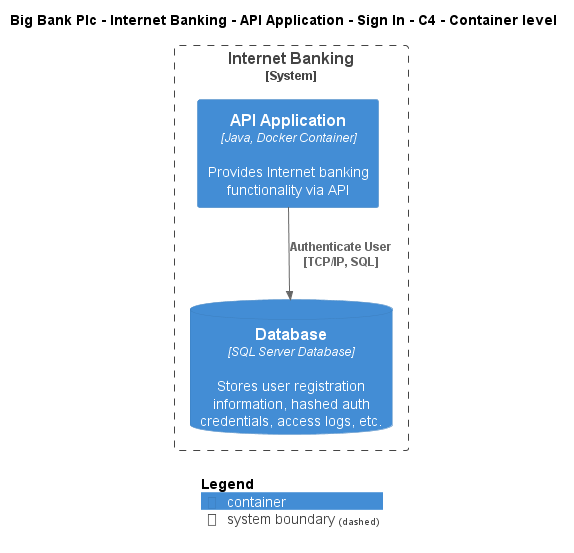 Big Bank Plc - Internet Banking - API Application - Sign In - C4 - Container level
Internet Banking
[System]
API Application
[Java, Docker Container]
Provides Internet banking
functionality via API
Authenticate User
[TCP/IP, SQL]
Database
[SQL Server Database]
Stores user registration
information, hashed auth
credentials, access logs, etc.
Legend
container
system boundary (dashed)